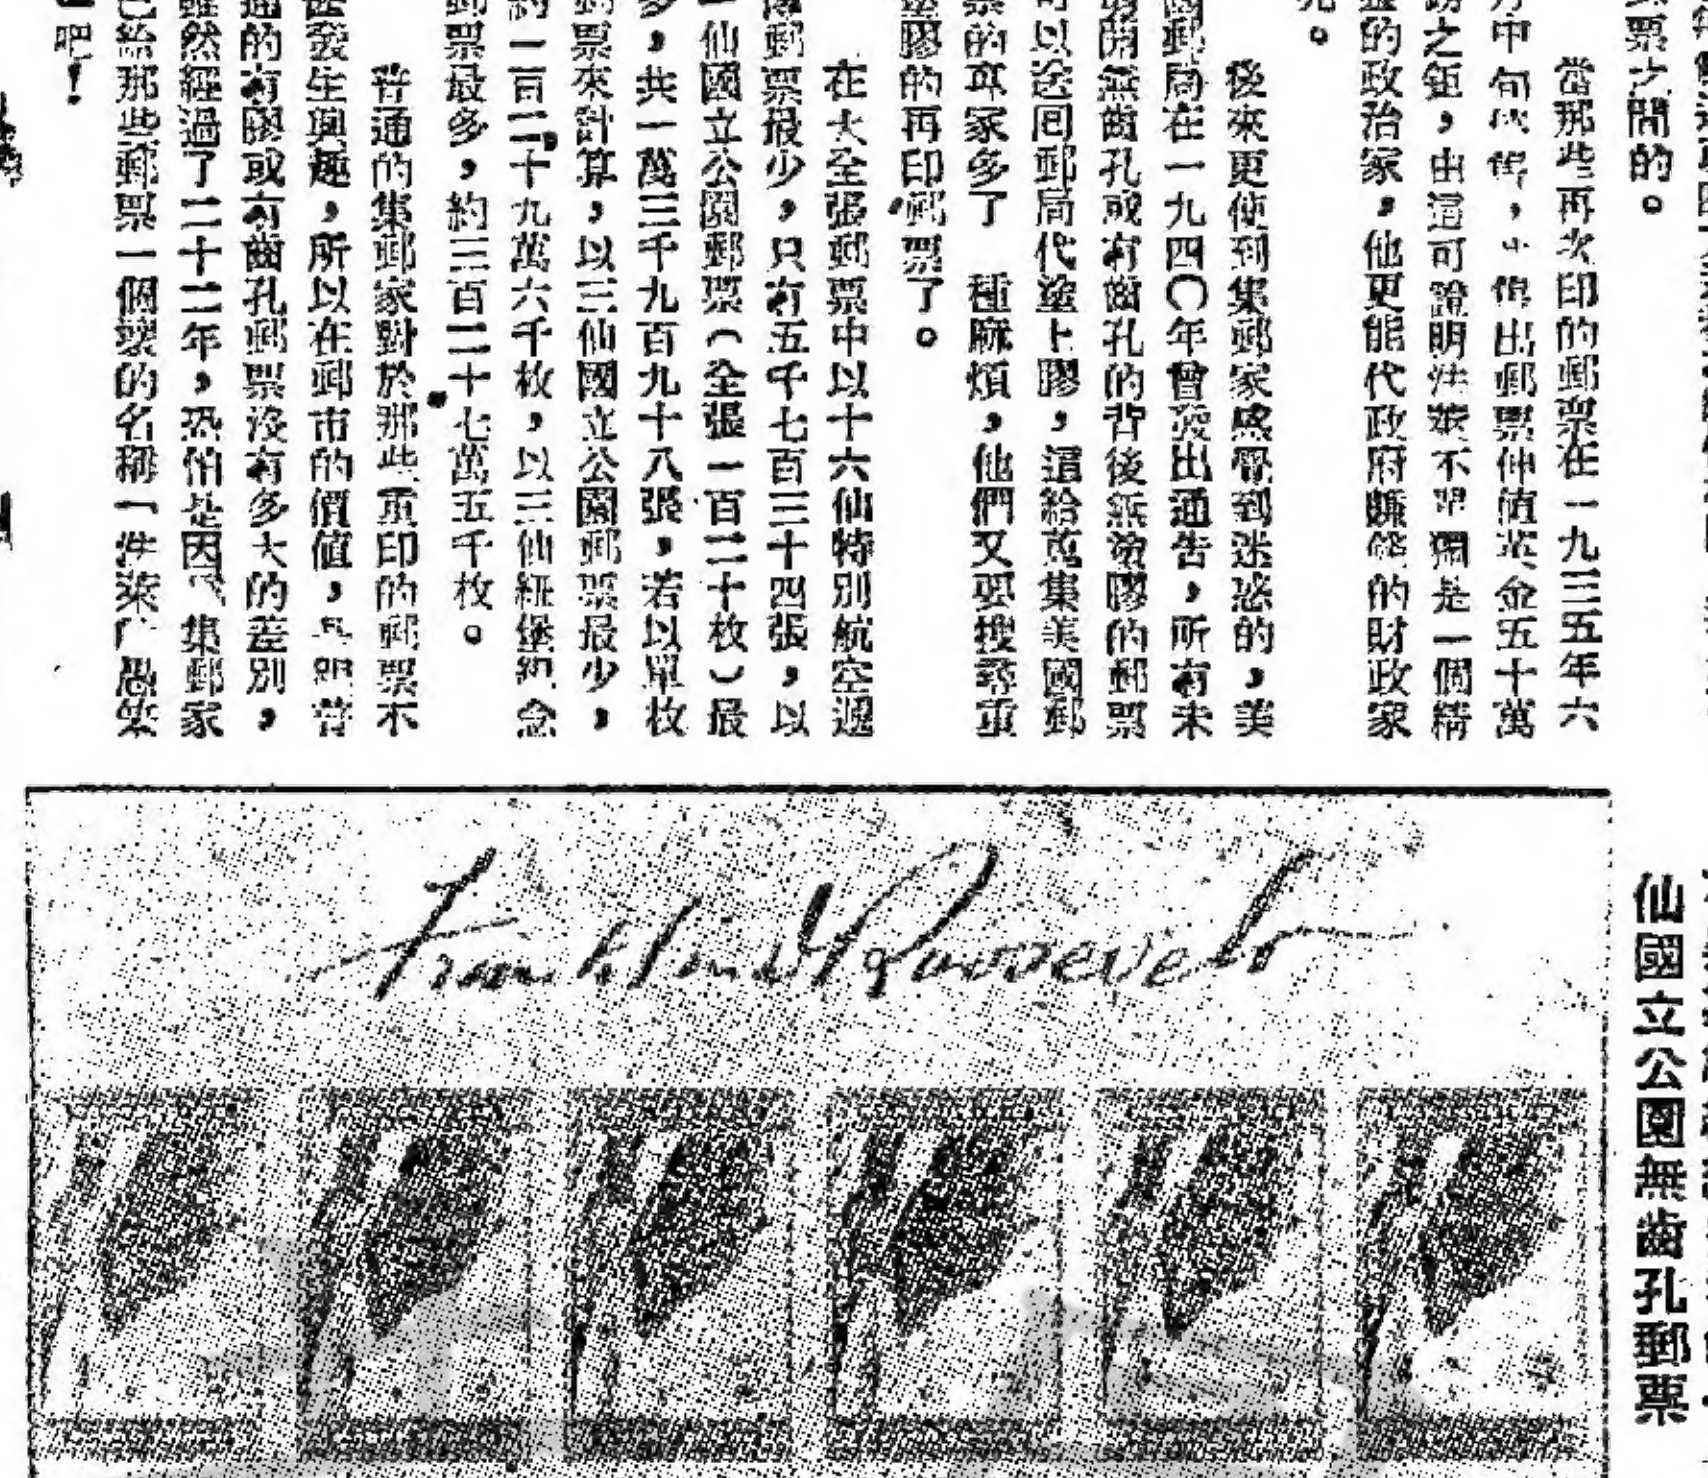 郵票之間的。
當那些再次印的郵票在一九三五年六
出郵票仲值英金五十萬
之鉅，由這可證明 不單獨是一個精
的政治家，他更能代政府賺錢的財政家
後來更使到集郵家感覺到迷惑的，美
國郵局在一九四〇年曾發出通告，所有未
無齒孔或有齒孔的背後無塗膠的郵票
可以送回郵局代塗上膠，這給蒐集美國郵
票的專家多了 種麻煩，他們又要搜尋重
塗膠的再印郵票了。
在大全張郵票中以十六仙特別航空遞
郵票最少，只有五千七百三十四張，以
一仙國立公園郵票（全張一百二十枚）最
多，共一萬三千九百九十八張，若以單枚
郵票來計算，以三仙國立公園郵票最少，
約一百二十九萬六千枚，以三仙紐堡紀念
郵票最多，約三百二十七萬五千枚。
普通的集郵家對於那些重印的郵票不
發生興趣，所以在郵市的價值，
通的有膠或有齒孔郵票沒有多大的差別，
雖然經過了二十二年，恐怕是因 集郵家
已給那些郵票一個壞的名稱「 愚笨
吧！
仙國立公園無齒孔郵票
Franklin D Roosevelt